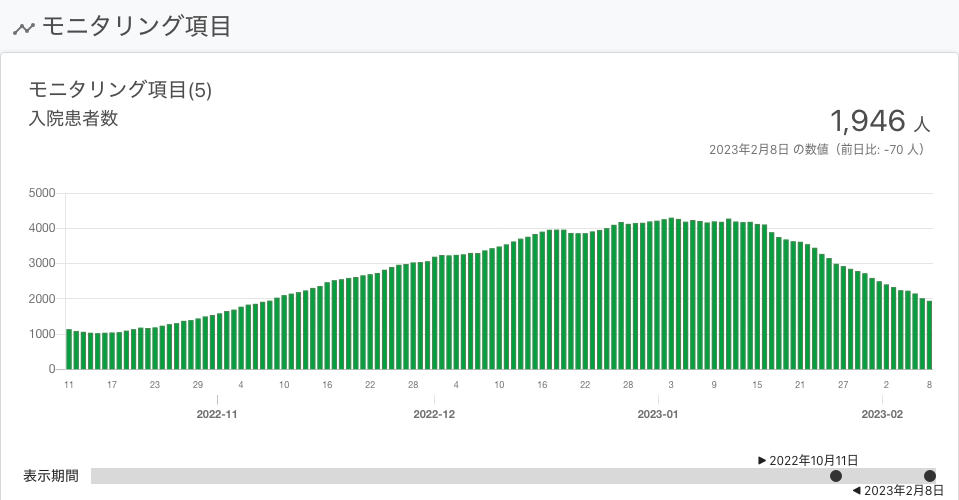 モニタリング項目
モニタリング項目(5)
入院患者数
1,946 人
2023年2月8日 の数値（前日比: -70 人）
5000
4000
3000
2000
1000
0
11 17 23 29 4 10 16 22 28 4 10 16 22 28 3 9 15 21 27 2 8
2022-11 2022-12 2023-01 2023-02
▶ 2022年10月11日
表示期間
◀ 2023年2月8日